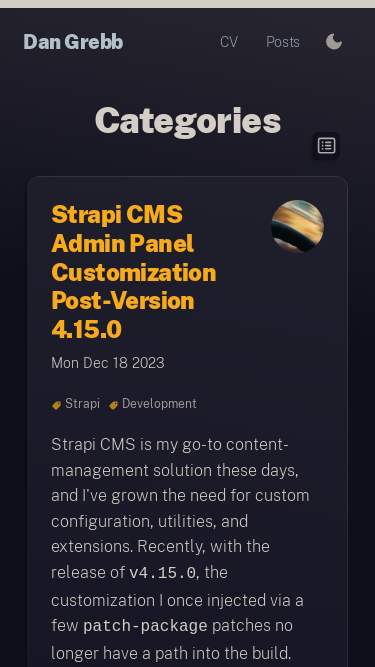 Dan Grebb
CV
Posts
Categories
Strapi CMS
Admin Panel
Customization
Post-Version
4.15.0
Mon Dec 18 2023
Strapi
Development
Strapi CMS is my go-to content-
management solution these days,
and I've grown the need for custom
configuration, utilities, and
extensions. Recently, with the
release of v4.15.0, the
customization I once injected via a
few patch-package patches no
longer have a path into the build.